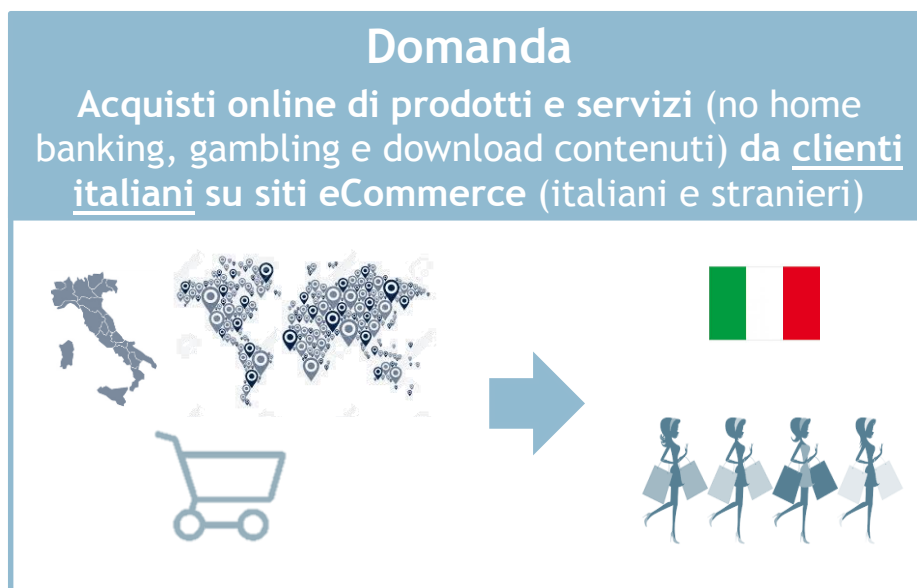 Domanda
Acquisti online di prodotti e servizi (no home
banking, gambling e download contenuti) da clienti
italiani su siti eCommerce (italiani e stranieri)